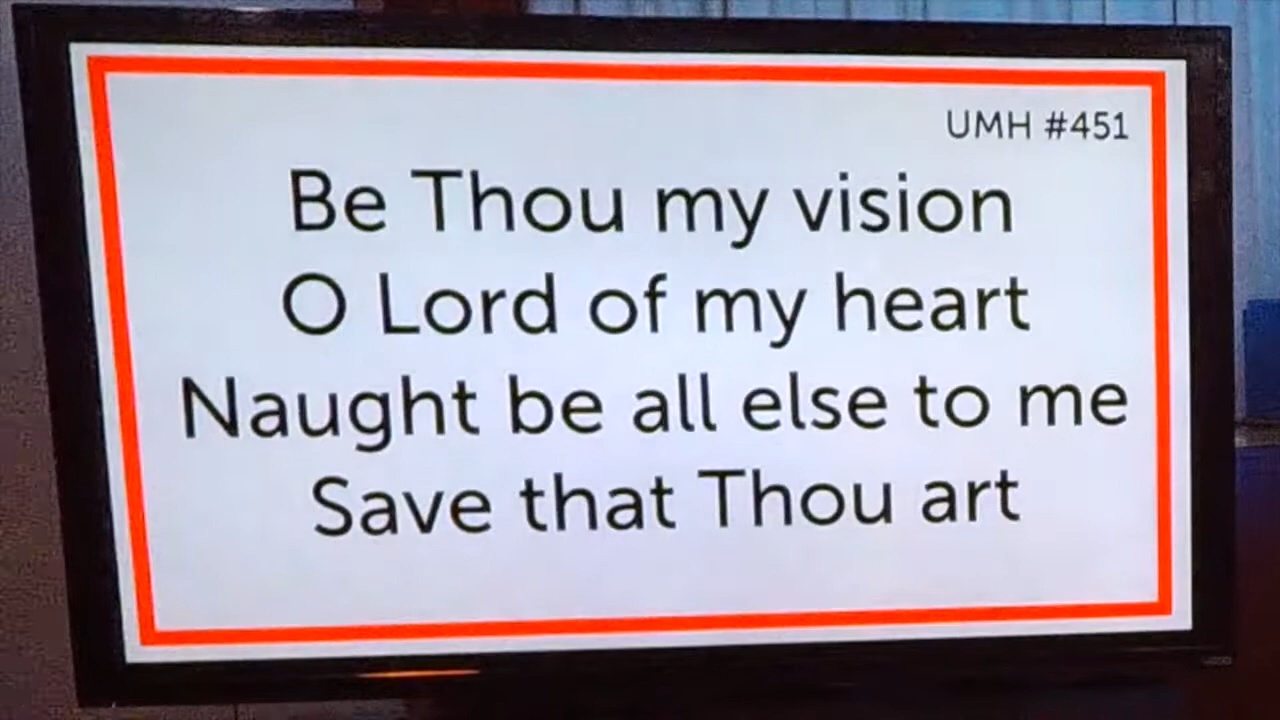 UMH #451
Be Thou my vision
O Lord of my heart
Naught be all else to me
Save that Thou art